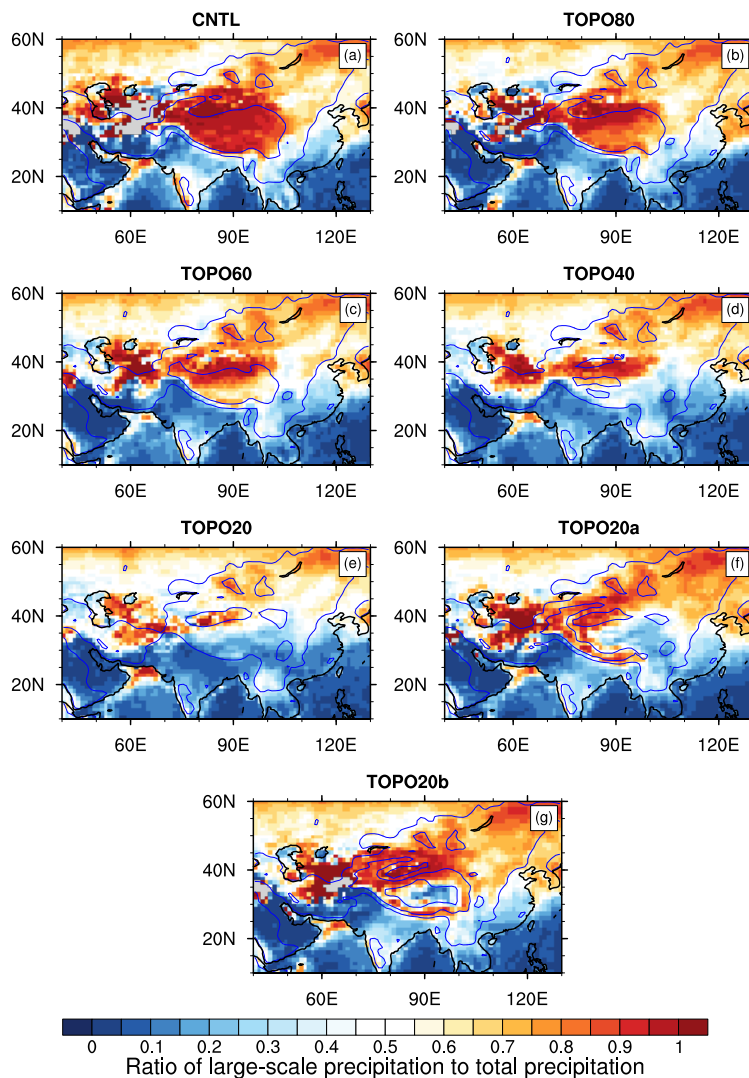 CNTL
TOPO80
60N
(a)
60N
(b)
40N
40N
20N
20N
60E
90E
120E
60E
90E
120E
TOPO60
TOPO40
60N
(c)
60N
(d)
40N
40N
20N
20N
60E
90E
120E
60E
90E
120E
TOPO20
TOPO20a
60N
(e)
60N
(f)
40N
40N
20N
20N
60E
90E
120E
60E
90E
120E
TOPO20b
60N
(g)
40N
20N
60E
90E
120E
0 0.1 0.2 0.3 0.4 0.5 0.6 0.7 0.8 0.9 1
Ratio of large-scale precipitation to total precipitation